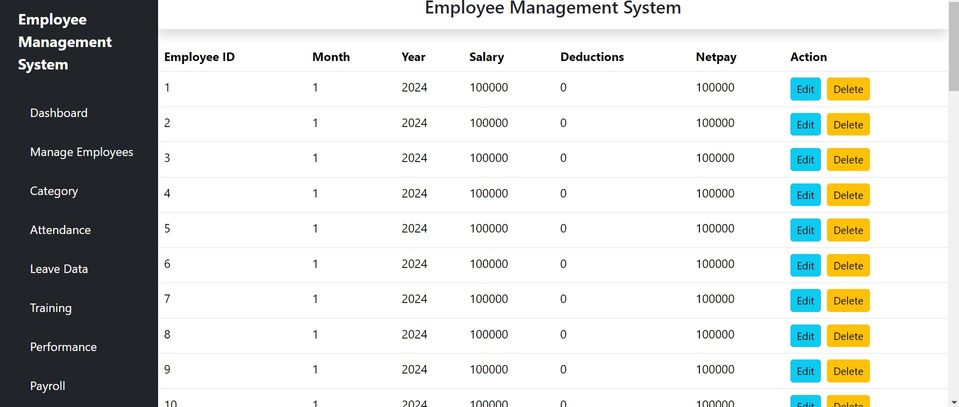 Employee Management System
Employee
Management
System
Dashboard
Manage Employees
Category
Attendance
Leave Data
Training
Performance
Payroll
Employee ID Month Year Salary Deductions Netpay Action
1 1 2024 100000 0 100000 Edit Delete
2 1 2024 100000 0 100000 Edit Delete
3 1 2024 100000 0 100000 Edit Delete
4 1 2024 100000 0 100000 Edit Delete
5 1 2024 100000 0 100000 Edit Delete
6 1 2024 100000 0 100000 Edit Delete
7 1 2024 100000 0 100000 Edit Delete
8 1 2024 100000 0 100000 Edit Delete
9 1 2024 100000 0 100000 Edit Delete
10 1 2024 100000 0 100000 Edit Delete